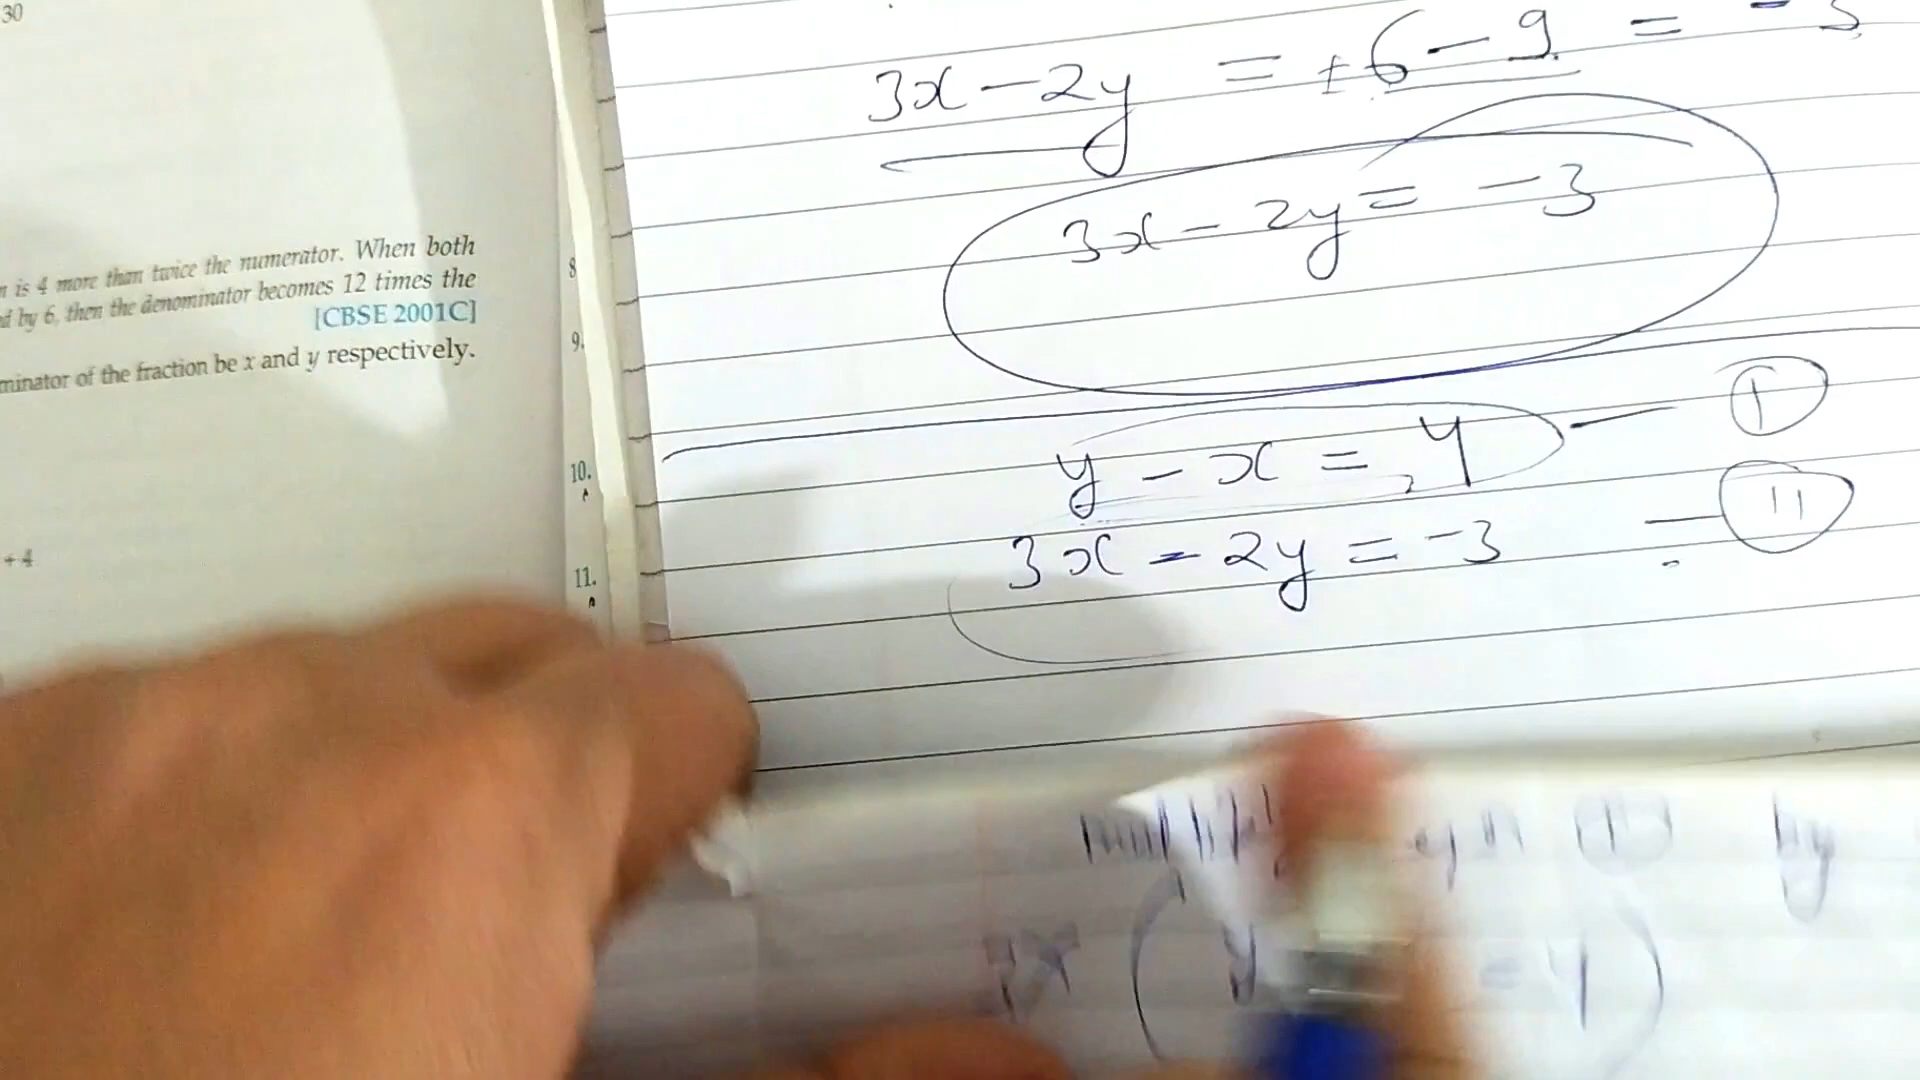 30
is 4 more than twice the numerator. When both
by 6, then the denominator becomes 12 times the
[CBSE 2001C]
minator of the fraction be x and y respectively.
+ 4
8
9.
10.
11.
3x - 2y = +6 - 9 = -3
3x - 2y = -3
y - x = 4 — I
3x - 2y = -3 — II
by
( y = 4 )